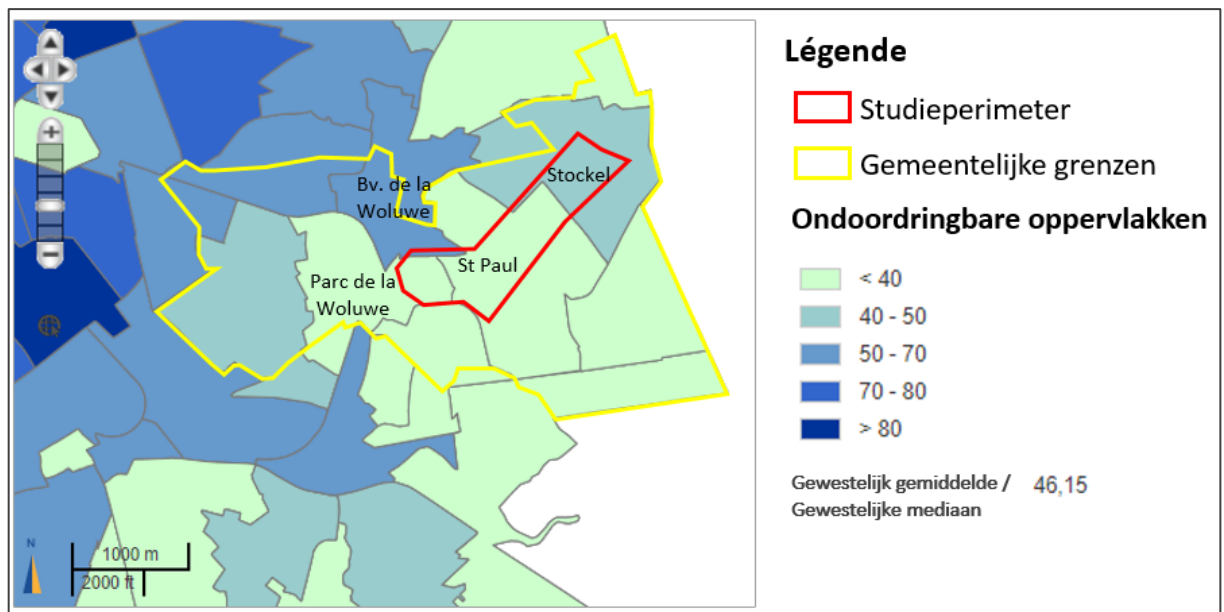 Bv. de la
Woluwe
Stockel
St Paul
Parc de la
Woluwe
N
1000 m
2000 ft
Légende
Studieperimeter
Gemeentelijke grenzen
Ondoordringbare oppervlakken
< 40
40 - 50
50 - 70
70 - 80
> 80
Gewestelijk gemiddelde / 46,15
Gewestelijke mediaan